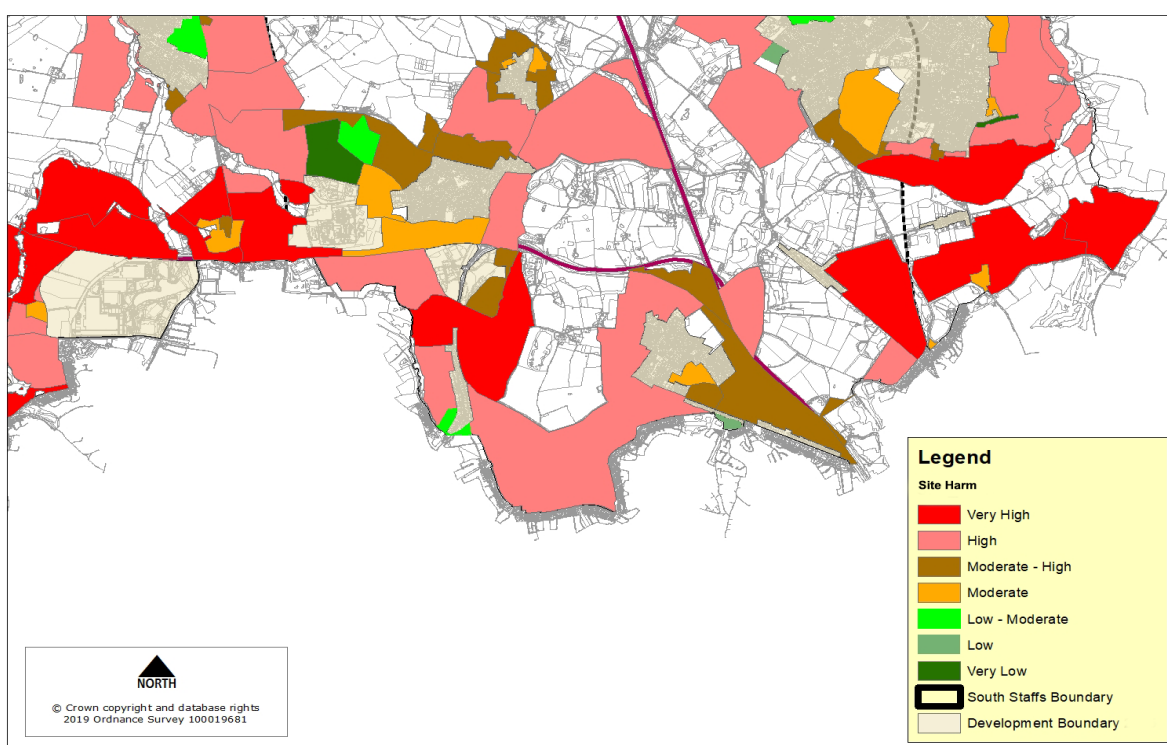 Legend
Site Harm
Very High
High
Moderate - High
Moderate
Low - Moderate
Low
Very Low
South Staffs Boundary
Development Boundary
NORTH
© Crown copyright and database rights
2019 Ordnance Survey 100019681